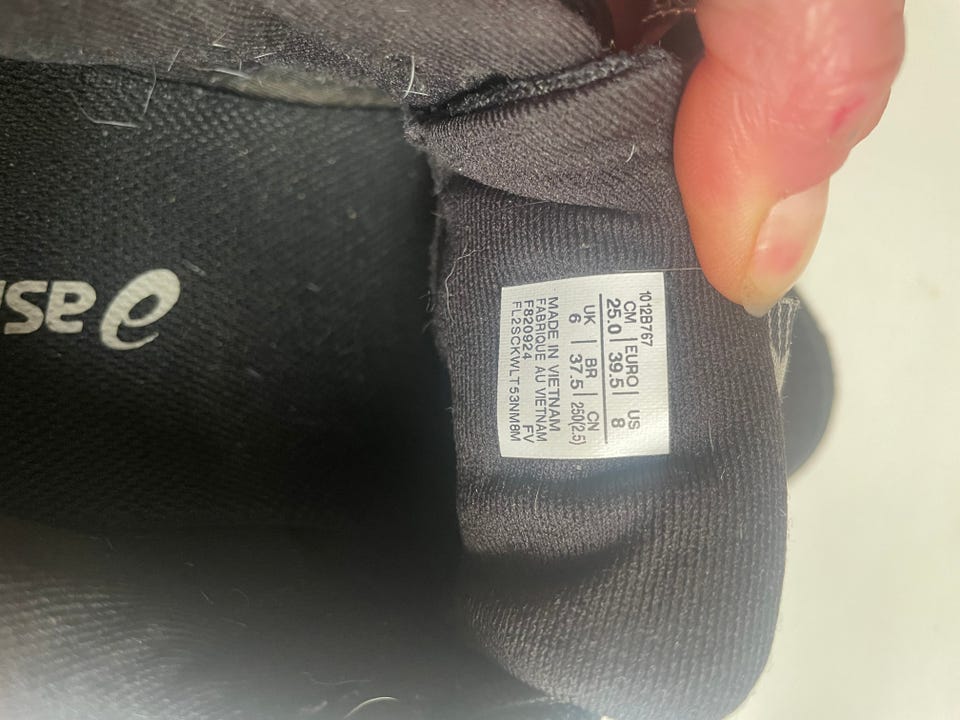 1012B767
CM | EURO | US
25.0 | 39.5 | 8
UK | BR | CN
6 | 37.5 | 250(2.5)
MADE IN VIETNAM
FABRIQUE AU VIETNAM
F820924 FV
FL2SCKWLT53NM8M
as